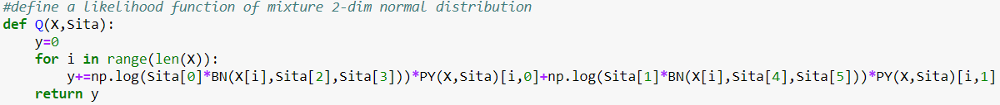 #define a likelihood function of mixture 2-dim normal distribution
def Q(X,Sita):
    y=0
    for i in range(len(X)):
        y+=np.log(Sita[0]*BN(X[i],Sita[2],Sita[3]))*PY(X,Sita)[i,0]+np.log(Sita[1]*BN(X[i],Sita[4],Sita[5]))*PY(X,Sita)[i,1]
    return y